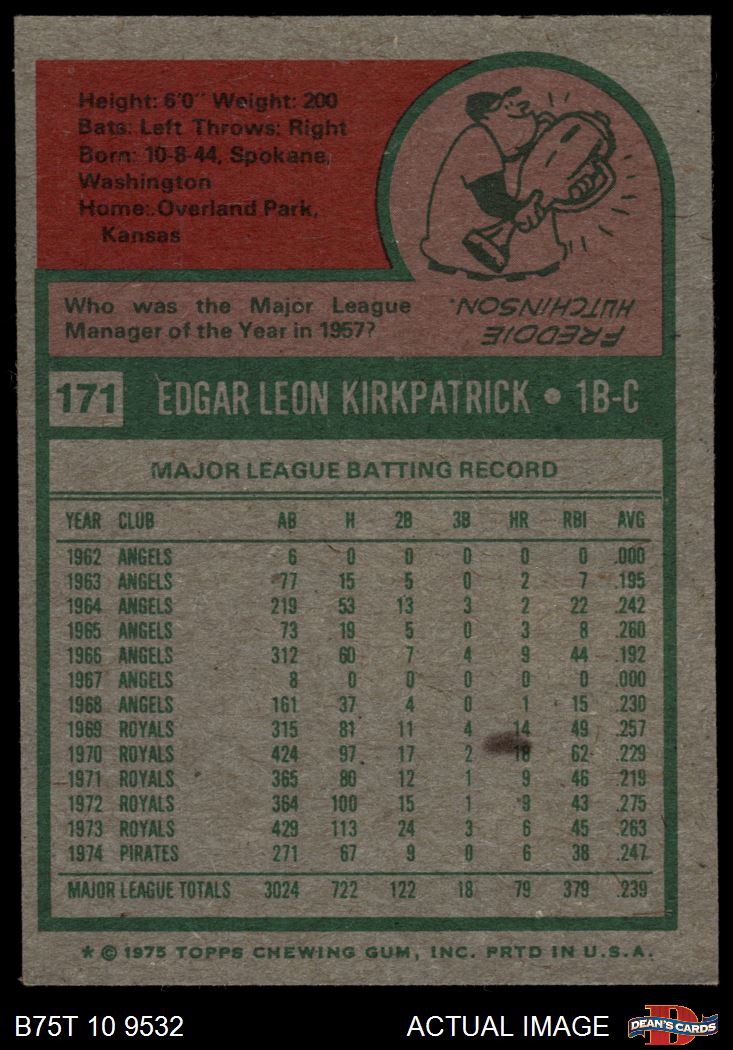 Height: 6'0" Weight: 200
Bats: Left Throws: Right
Born: 10-8-44, Spokane,
Washington
Home: Overland Park,
Kansas
Who was the Major League
Manager of the Year in 1957?
FREDDIE
HUTCHINSON.
171 EDGAR LEON KIRKPATRICK • 1B-C
MAJOR LEAGUE BATTING RECORD
YEAR CLUB AB H 2B 3B HR RBI AVG
1962 ANGELS 6 0 0 0 0 0 .000
1963 ANGELS 77 15 5 0 2 7 .195
1964 ANGELS 219 53 13 3 2 22 .242
1965 ANGELS 73 19 5 0 3 8 .260
1966 ANGELS 312 60 7 4 9 44 .192
1967 ANGELS 8 0 0 0 0 0 .000
1968 ANGELS 161 37 4 0 1 15 .230
1969 ROYALS 315 81 11 4 14 49 .257
1970 ROYALS 424 97 17 2 18 62 .229
1971 ROYALS 365 80 12 1 9 46 .219
1972 ROYALS 364 100 15 1 9 43 .275
1973 ROYALS 429 113 24 3 6 45 .263
1974 PIRATES 271 67 9 0 6 38 .247
MAJOR LEAGUE TOTALS 3024 722 122 18 79 379 .239
* © 1975 TOPPS CHEWING GUM, INC. PRTD IN U.S.A.
B75T 10 9532 ACTUAL IMAGE DEAN'S CARDS